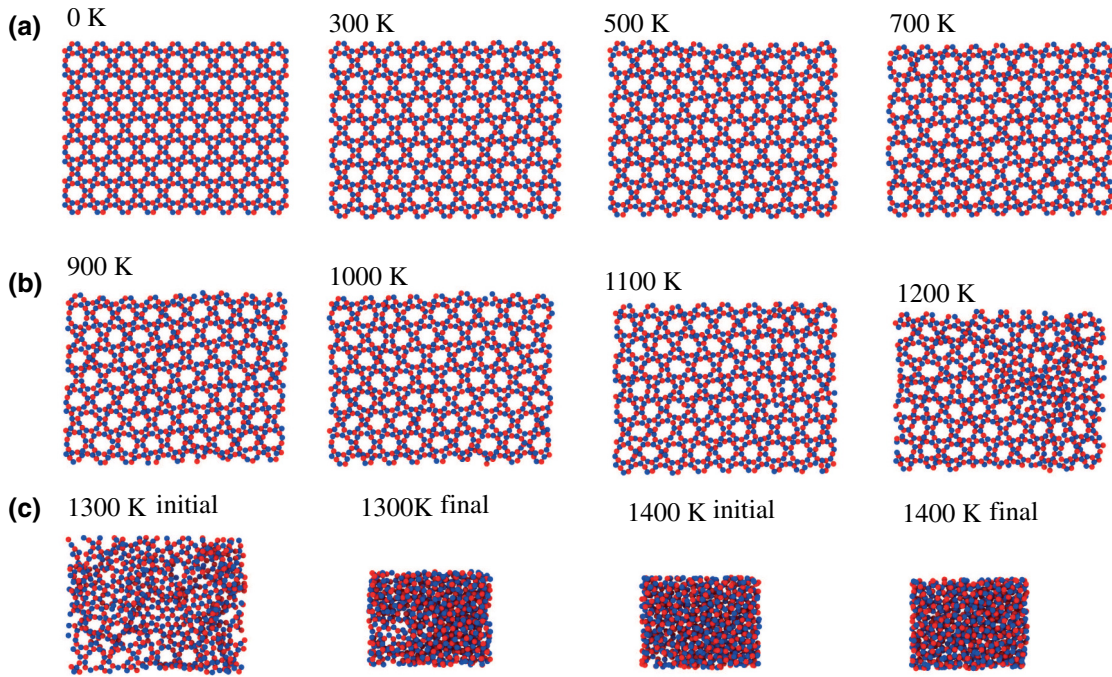 (a) 0 K 300 K 500 K 700 K
(b) 900 K 1000 K 1100 K 1200 K
(c) 1300 K initial 1300K final 1400 K initial 1400 K final